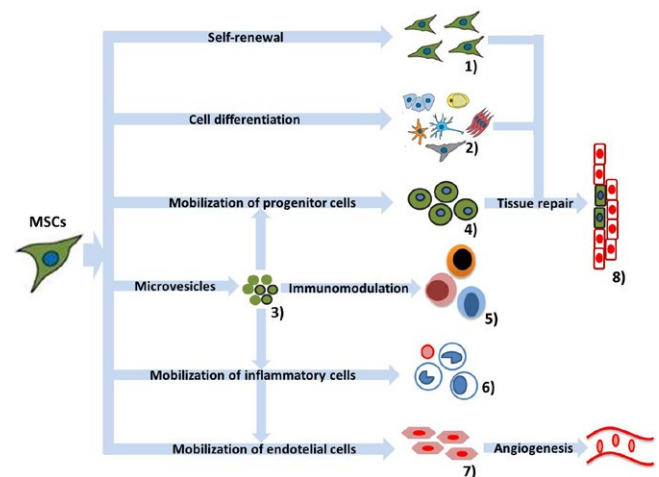 Self-renewal
1)
Cell differentiation
2)
MSCs
Mobilization of progenitor cells
4)
Tissue repair
8)
Microvesicles
3)
Immunomodulation
5)
Mobilization of inflammatory cells
6)
Mobilization of endotelial cells
7)
Angiogenesis